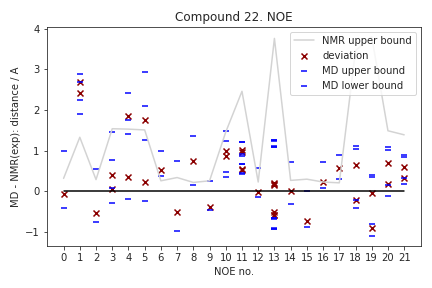 Compound 22. NOE
NMR upper bound
deviation
MD upper bound
MD lower bound
MD - NMR(exp): distance / A
4
3
2
1
0
−1
0 1 2 3 4 5 6 7 8 9 10 11 12 13 14 15 16 17 18 19 20 21
NOE no.